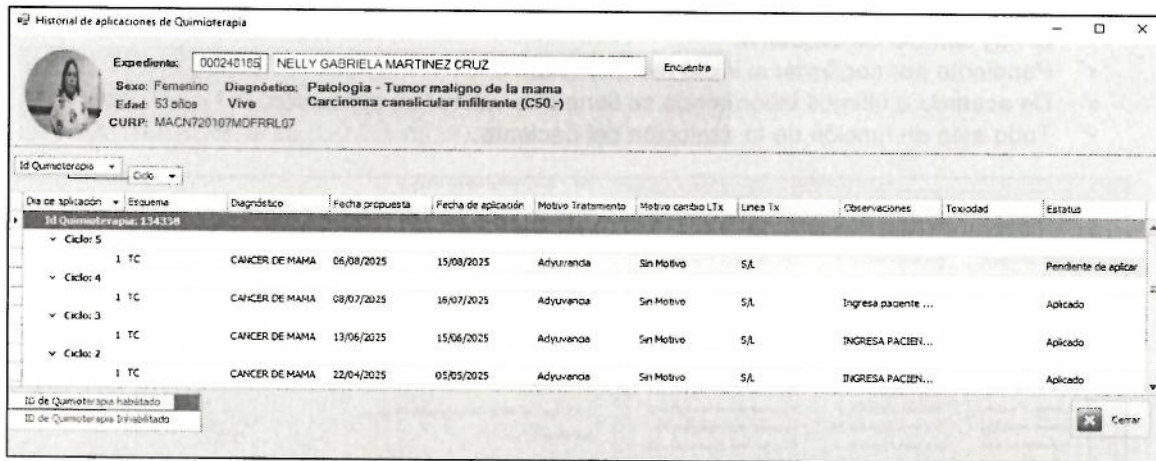 Historial de aplicaciones de Quimioterapia
Expediente: 000240185 NELLY GABRIELA MARTINEZ CRUZ Encuentra
Sexo: Femenino Diagnóstico: Patologia - Tumor maligno de la mama
Edad: 53 años Vive Carcinoma canalicular infiltrante (C50.-)
CURP: MACN720107MDFRRL07
Id Quimioterapia Ciclo
Dia de aplicación Esquema Diagnóstico Fecha propuesta Fecha de aplicación Motivo Tratamiento Motivo cambio LTx Linea Tx Observaciones Toxicidad Estatus
Id Quimioterapia: 134338
Ciclo: 5
1 TC CANCER DE MAMA 06/08/2025 15/08/2025 Adyuvancia Sin Motivo S/L Pendiente de aplicar
Ciclo: 4
1 TC CANCER DE MAMA 08/07/2025 16/07/2025 Adyuvancia Sin Motivo S/L Ingresa paciente ... Aplicado
Ciclo: 3
1 TC CANCER DE MAMA 13/06/2025 15/06/2025 Adyuvancia Sin Motivo S/L INGRESA PACIEN... Aplicado
Ciclo: 2
1 TC CANCER DE MAMA 22/04/2025 05/05/2025 Adyuvancia Sin Motivo S/L INGRESA PACIEN... Aplicado
ID de Quimioterapia habilitado
ID de Quimioterapia Inhabilitado
Cerrar